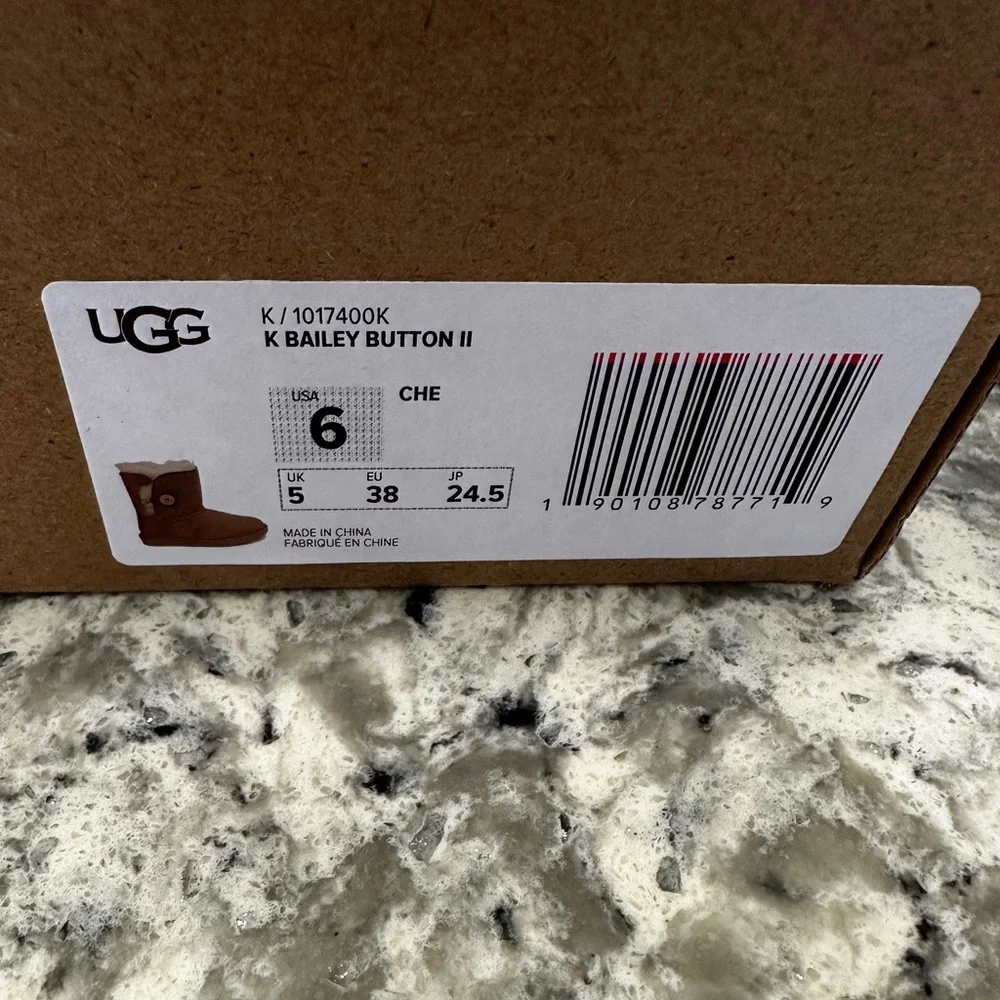 UGG
K / 1017400K
K BAILEY BUTTON II
USA
6
CHE
UK
5
EU
38
JP
24.5
MADE IN CHINA
FABRIQUÉ EN CHINE
1 90108 78771 9